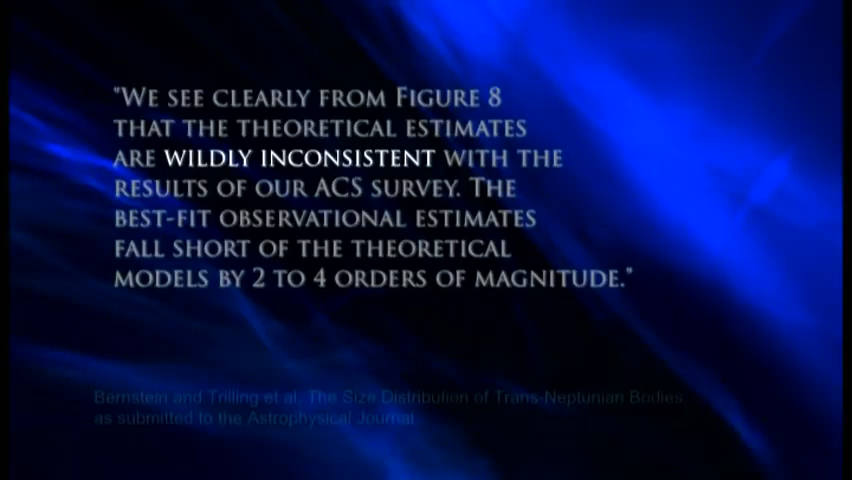 "We see clearly from Figure 8
that the theoretical estimates
are wildly inconsistent with the
results of our ACS survey. The
best-fit observational estimates
fall short of the theoretical
models by 2 to 4 orders of magnitude."
Bernstein and Trilling et al, The Size Distribution of Trans-Neptunian Bodies,
as submitted to the Astrophysical Journal